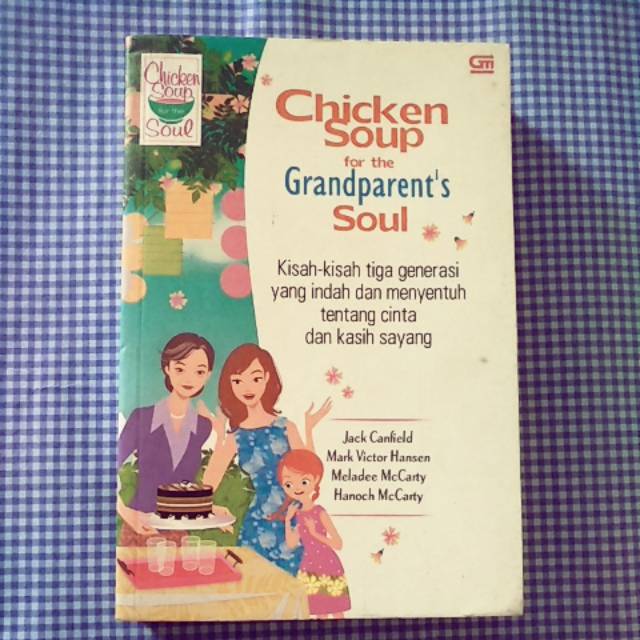 Chicken
Soup
for the
Soul
GM
Chicken
Soup
for the
Grandparent's
Soul
Kisah-kisah tiga generasi
yang indah dan menyentuh
tentang cinta
dan kasih sayang
Jack Canfield
Mark Victor Hansen
Meladee McCarty
Hanoch McCarty